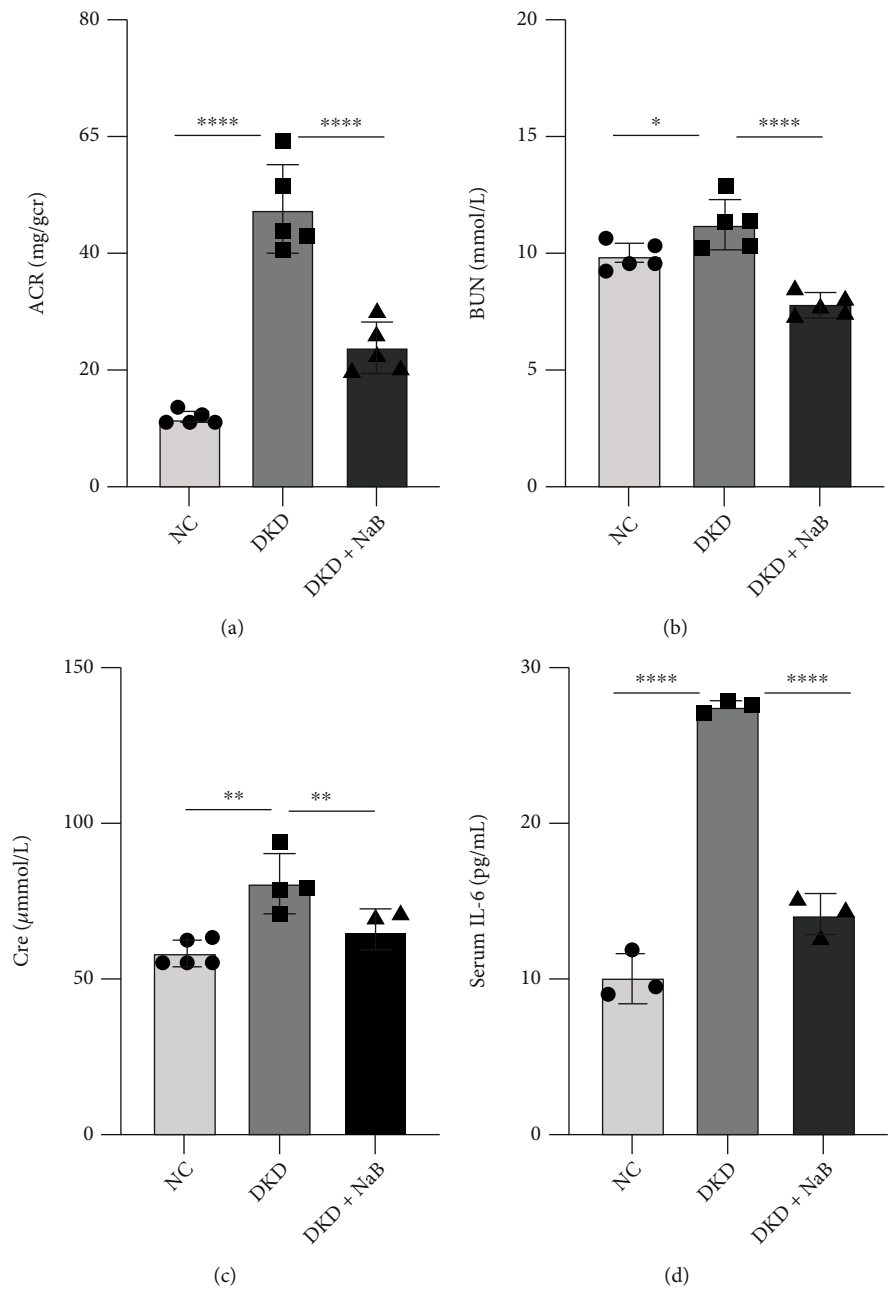 80
65
40
20
0
ACR (mg/gcr)
****
****
NC
DKD
DKD + NaB
(a)
20
15
10
5
0
BUN (mmol/L)
*
****
NC
DKD
DKD + NaB
(b)
150
100
50
0
Cre (μmmol/L)
**
**
NC
DKD
DKD + NaB
(c)
30
20
10
0
Serum IL-6 (pg/mL)
****
****
NC
DKD
DKD + NaB
(d)